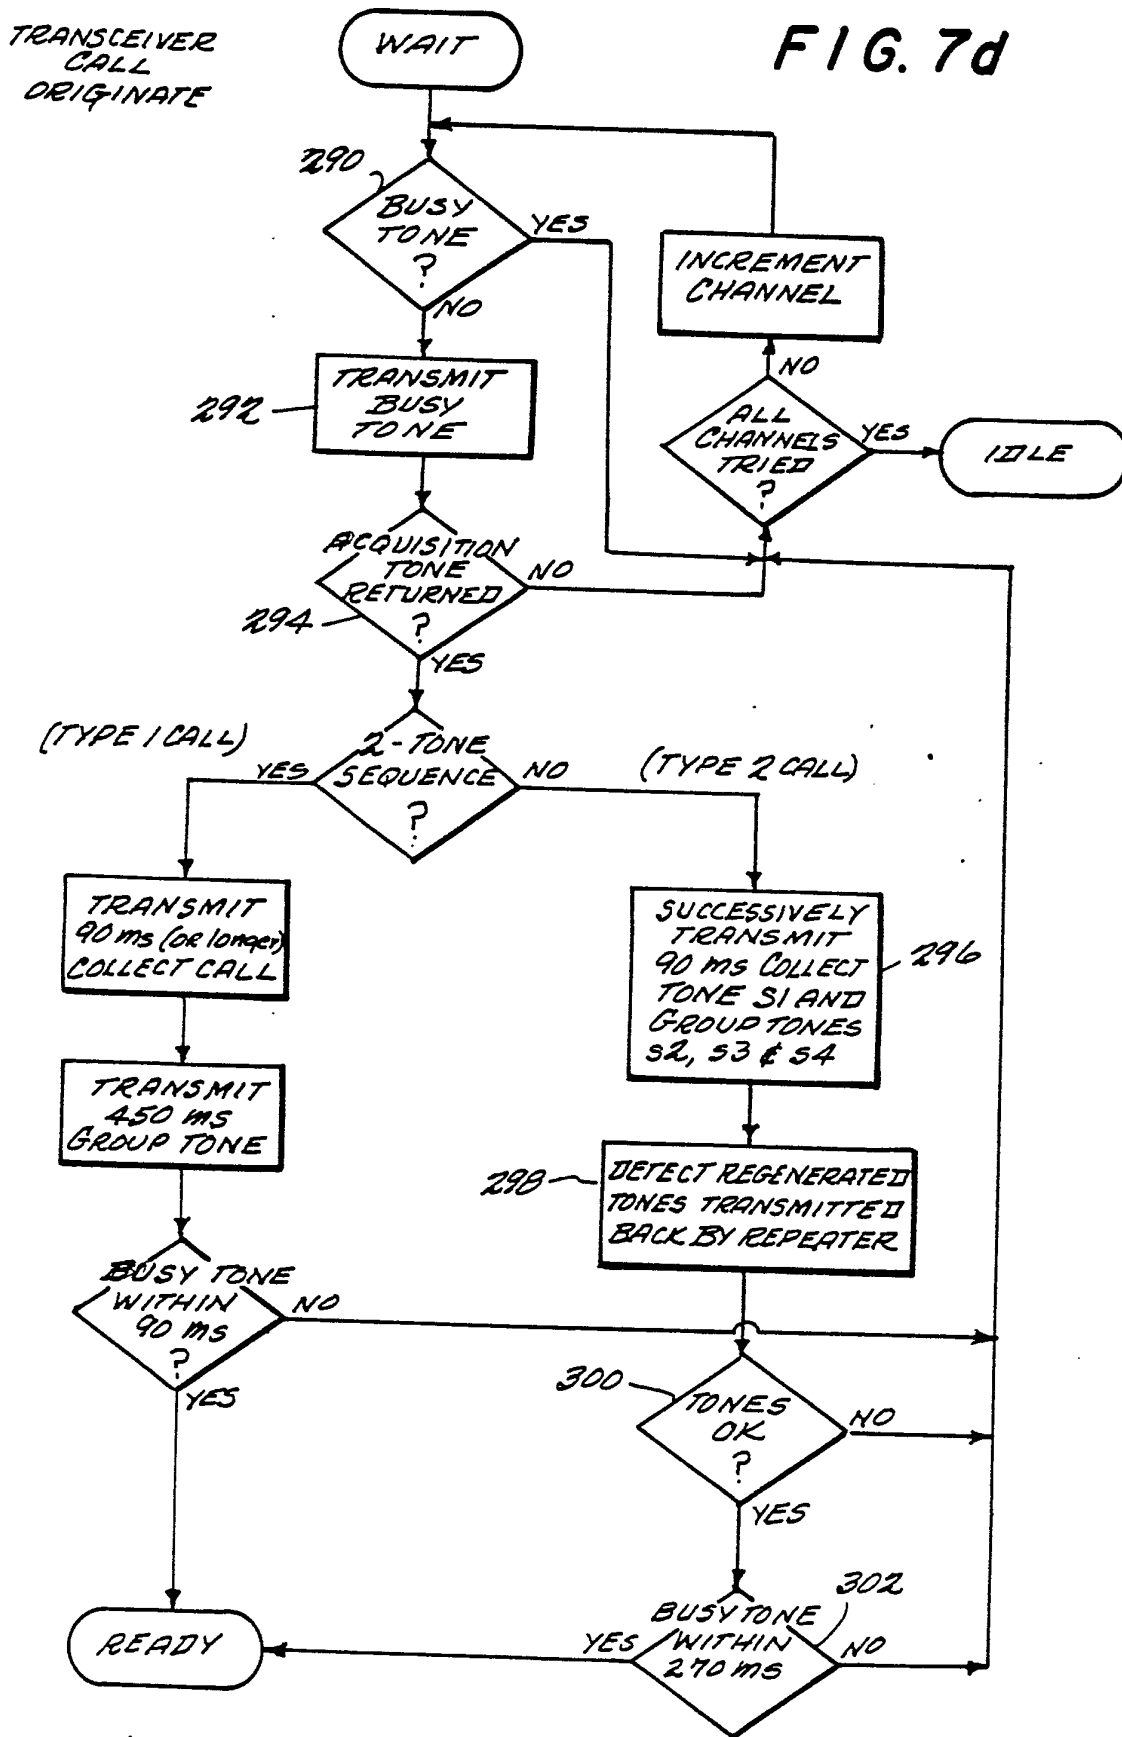 TRANSCEIVER
CALL
ORIGINATE
WAIT
FIG. 7d
290
BUSY
TONE
?
YES
NO
INCREMENT
CHANNEL
NO
292
TRANSMIT
BUSY
TONE
ALL
CHANNELS
TRIED
?
YES
IDLE
ACQUISITION
TONE
RETURNED
?
NO
294
YES
(TYPE 1 CALL)
YES
2-TONE
SEQUENCE
?
NO
(TYPE 2 CALL)
TRANSMIT
90 ms (OR longer)
COLLECT CALL
SUCCESSIVELY
TRANSMIT
90 ms COLLECT
TONE S1 AND
GROUP TONES
s2, s3 & s4
296
TRANSMIT
450 ms
GROUP TONE
298
DETECT REGENERATED
TONES TRANSMITTED
BACK BY REPEATER
BUSY TONE
WITHIN
90 ms
?
NO
YES
300
TONES
OK
?
NO
YES
302
BUSY TONE
WITHIN
270 ms
YES
NO
READY